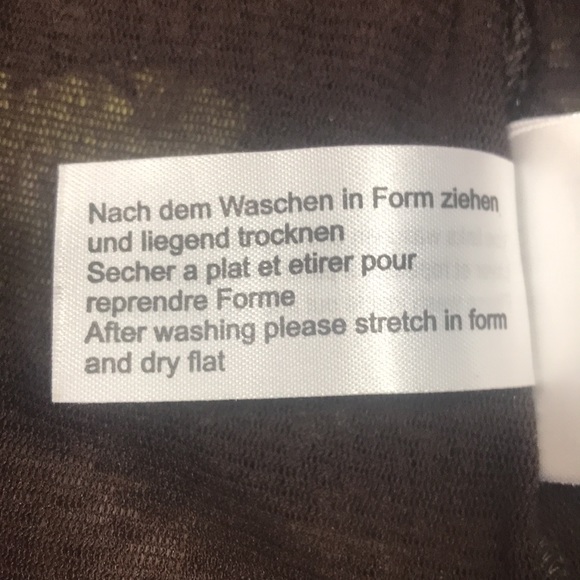 Nach dem Waschen in Form ziehen
und liegend trocknen
Secher a plat et etirer pour
reprendre Forme
After washing please stretch in form
and dry flat